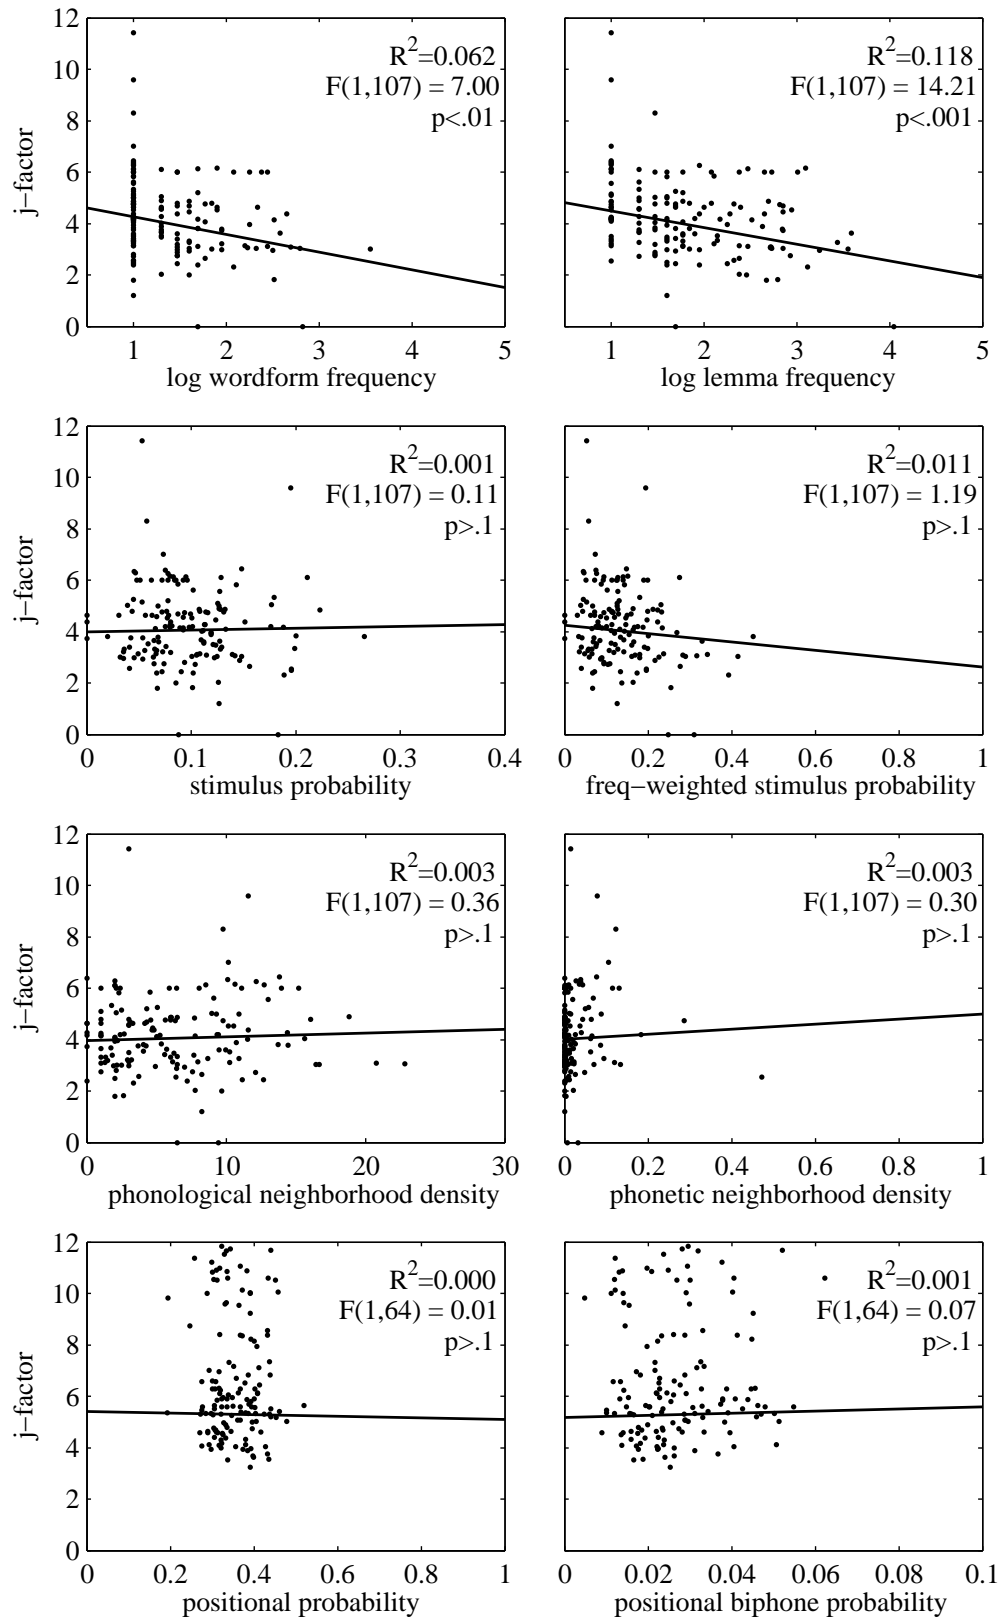 12
10
8
6
4
2
0
j−factor
R²=0.062
F(1,107) = 7.00
p<.01
1 2 3 4 5
log wordform frequency
R²=0.118
F(1,107) = 14.21
p<.001
1 2 3 4 5
log lemma frequency
12
10
8
6
4
2
0
j−factor
R²=0.001
F(1,107) = 0.11
p>.1
0 0.1 0.2 0.3 0.4
stimulus probability
R²=0.011
F(1,107) = 1.19
p>.1
0 0.2 0.4 0.6 0.8 1
freq−weighted stimulus probability
12
10
8
6
4
2
0
j−factor
R²=0.003
F(1,107) = 0.36
p>.1
0 10 20 30
phonological neighborhood density
R²=0.003
F(1,107) = 0.30
p>.1
0 0.2 0.4 0.6 0.8 1
phonetic neighborhood density
12
10
8
6
4
2
0
j−factor
R²=0.000
F(1,64) = 0.01
p>.1
0 0.2 0.4 0.6 0.8 1
positional probability
R²=0.001
F(1,64) = 0.07
p>.1
0 0.02 0.04 0.06 0.08 0.1
positional biphone probability